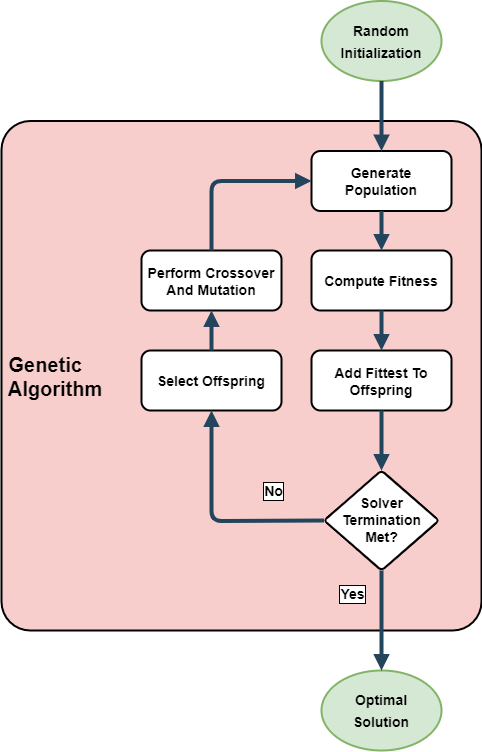 Random
Initialization
Generate
Population
Perform Crossover
And Mutation
Compute Fitness
Genetic
Algorithm
Select Offspring
Add Fittest To
Offspring
No
Solver
Termination
Met?
Yes
Optimal
Solution